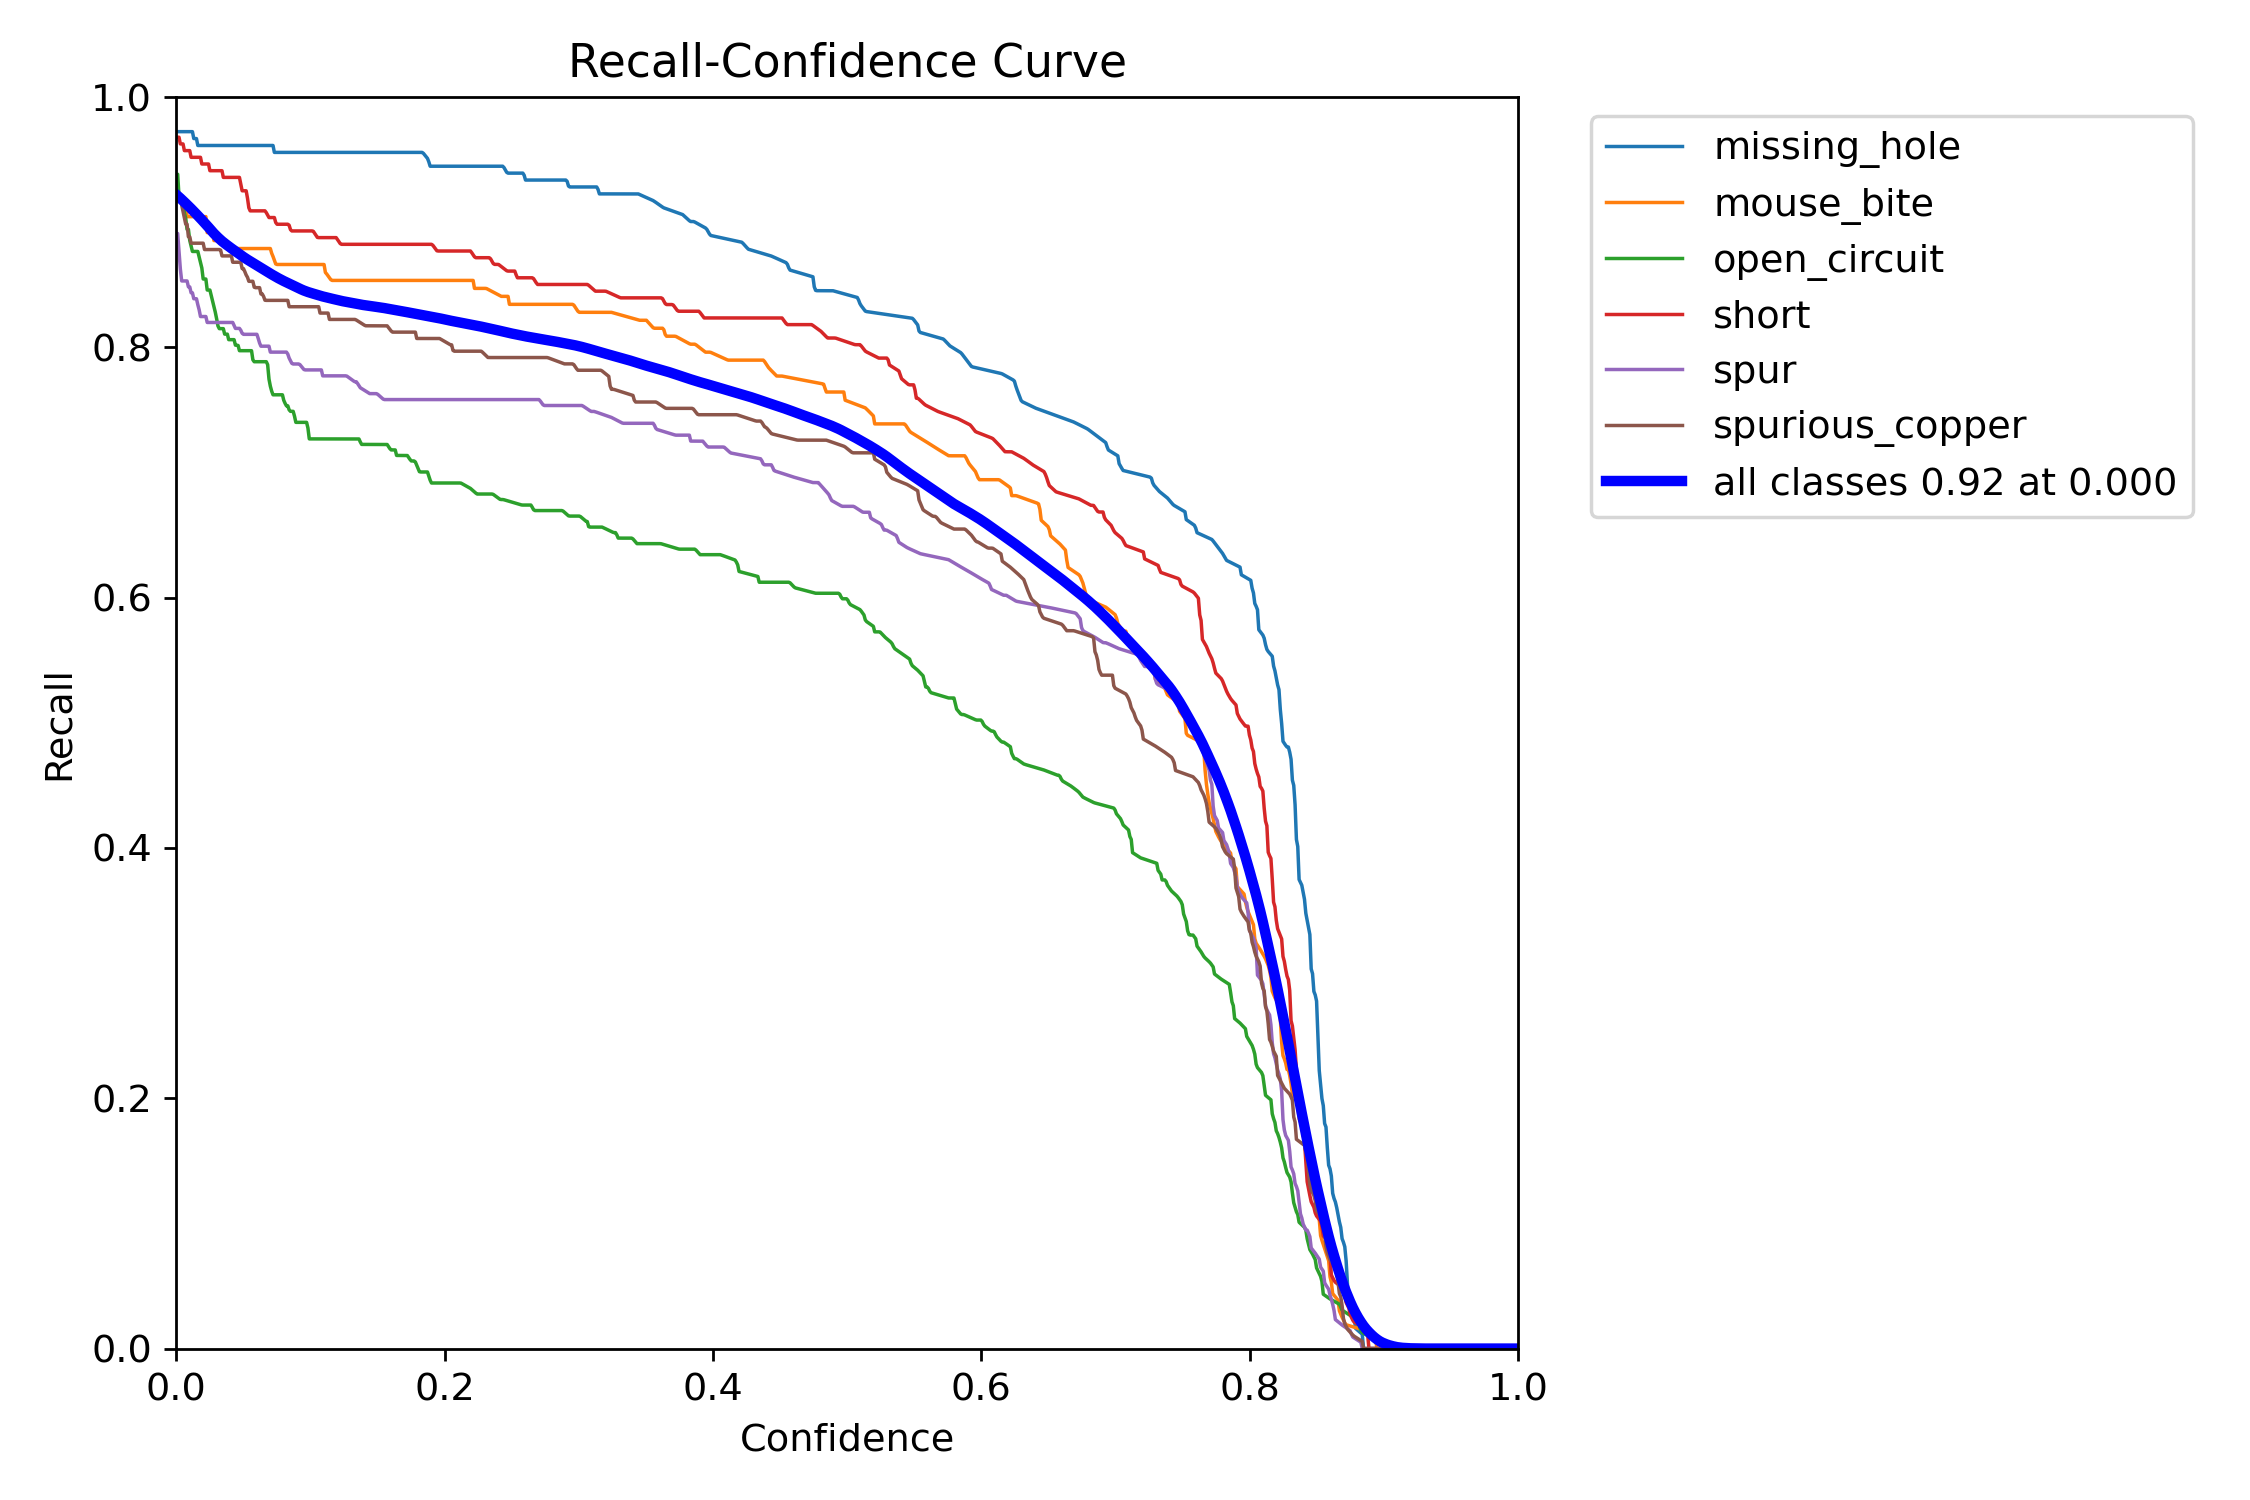 Recall-Confidence Curve
1.0
0.8
0.6
0.4
0.2
0.0
Recall
0.0 0.2 0.4 0.6 0.8 1.0
Confidence
missing_hole
mouse_bite
open_circuit
short
spur
spurious_copper
all classes 0.92 at 0.000